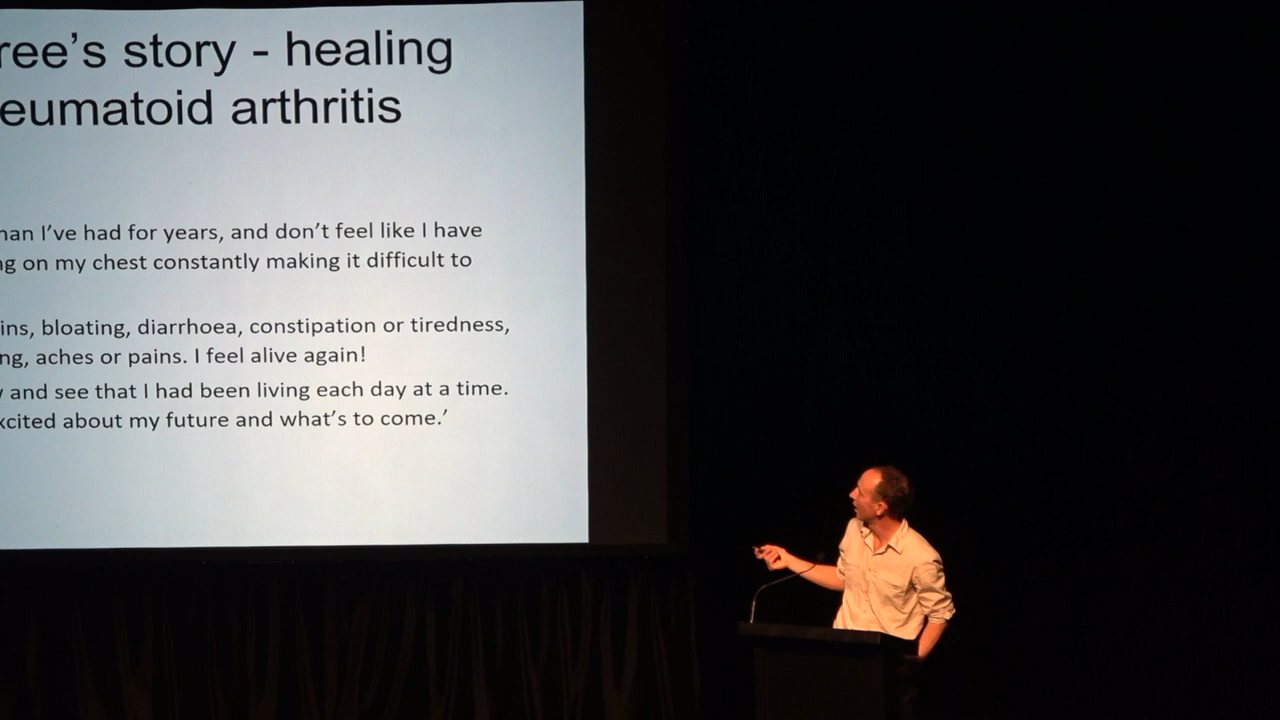 ree's story - healing
eumatoid arthritis
han I've had for years, and don't feel like I have
ng on my chest constantly making it difficult to
ins, bloating, diarrhoea, constipation or tiredness,
ng, aches or pains. I feel alive again!
y and see that I had been living each day at a time.
xcited about my future and what's to come.'